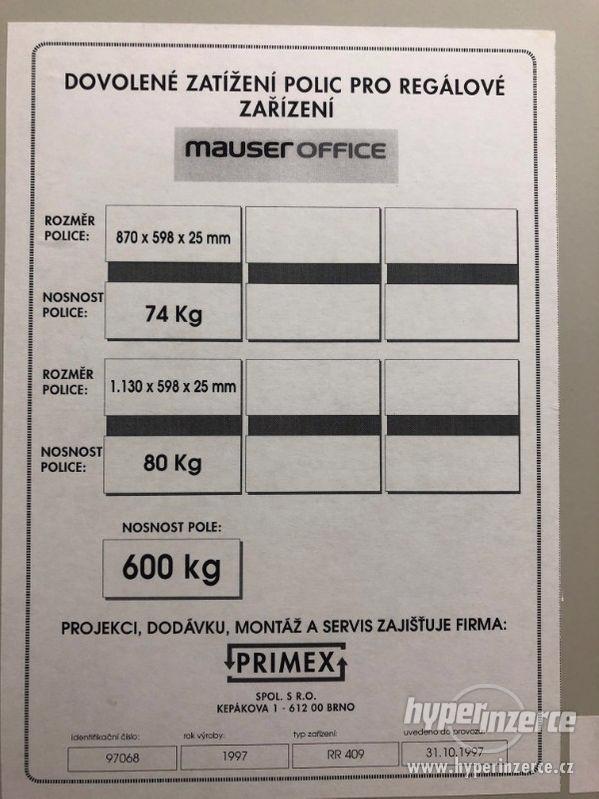 DOVOLENÉ ZATÍŽENÍ POLIC PRO REGÁLOVÉ
ZAŘÍZENÍ
mauser OFFICE
ROZMĚR
POLICE:
870 x 598 x 25 mm
NOSNOST
POLICE:
74 Kg
ROZMĚR
POLICE:
1.130 x 598 x 25 mm
NOSNOST
POLICE:
80 Kg
NOSNOST POLE:
600 kg
PROJEKCI, DODÁVKU, MONTÁŽ A SERVIS ZAJIŠŤUJE FIRMA:
PRIMEX
SPOL. S R.O.
KEPÁKOVA 1 - 612 00 BRNO
identifikační číslo:
97068
rok výroby:
1997
typ zařízení:
RR 409
uvedeno do provozu:
31.10.1997
hyperinzerce
www.hyperinzerce.cz